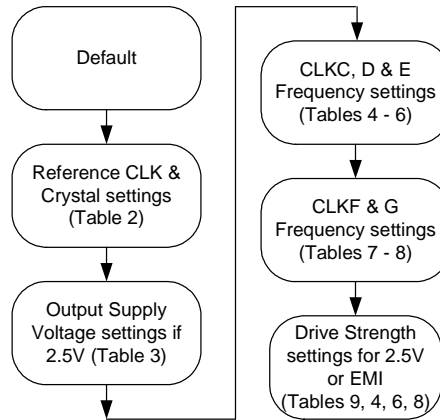 Default
Reference CLK &
Crystal settings
(Table 2)
Output Supply
Voltage settings if
2.5V (Table 3)
CLKC, D & E
Frequency settings
(Tables 4 - 6)
CLKF & G
Frequency settings
(Tables 7 - 8)
Drive Strength
settings for 2.5V
or EMI
(Tables 9, 4, 6, 8)